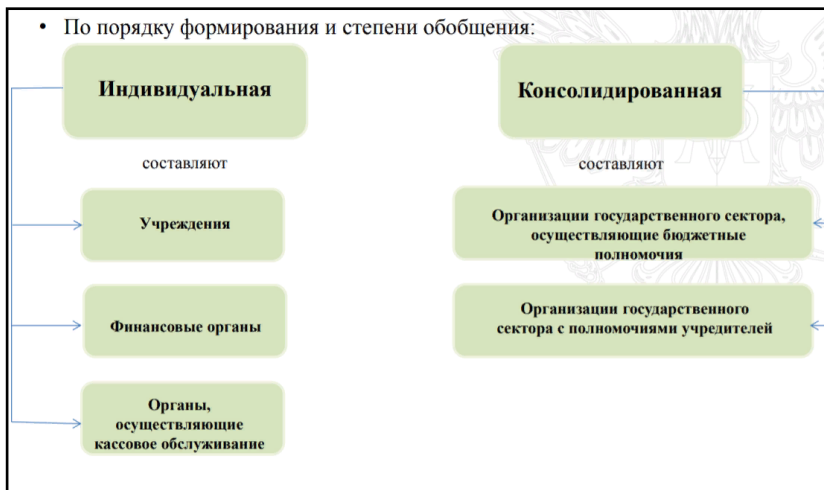 • По порядку формирования и степени обобщения:
Индивидуальная
Консолидированная
составляют
составляют
Учреждения
Организации государственного сектора,
осуществляющие бюджетные
полномочия
Финансовые органы
Организации государственного
сектора с полномочиями учредителей
Органы,
осуществляющие
кассовое обслуживание